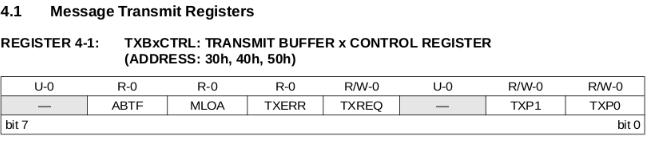 4.1 Message Transmit Registers
REGISTER 4-1: TXBxCTRL: TRANSMIT BUFFER x CONTROL REGISTER
(ADDRESS: 30h, 40h, 50h)
U-0 R-0 R-0 R-0 R/W-0 U-0 R/W-0 R/W-0
— ABTF MLOA TXERR TXREQ — TXP1 TXP0
bit 7 bit 0